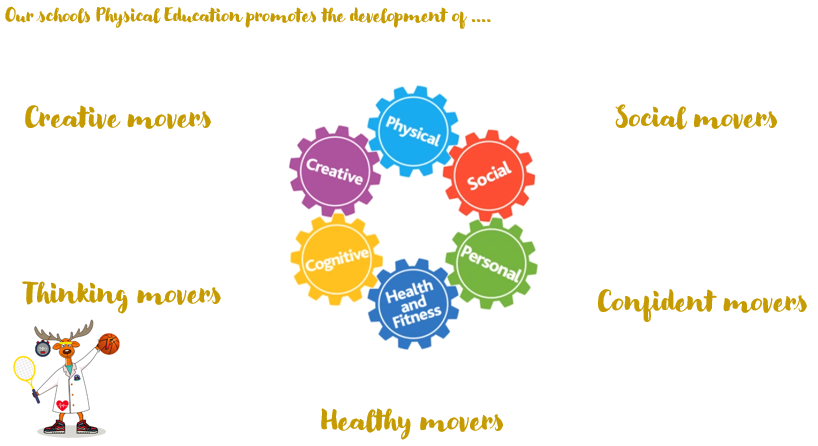 Our schools Physical Education promotes the development of ....
Creative movers
Social movers
Physical
Creative
Social
Cognitive
Personal
Health
and
Fitness
Thinking movers
Confident movers
Healthy movers